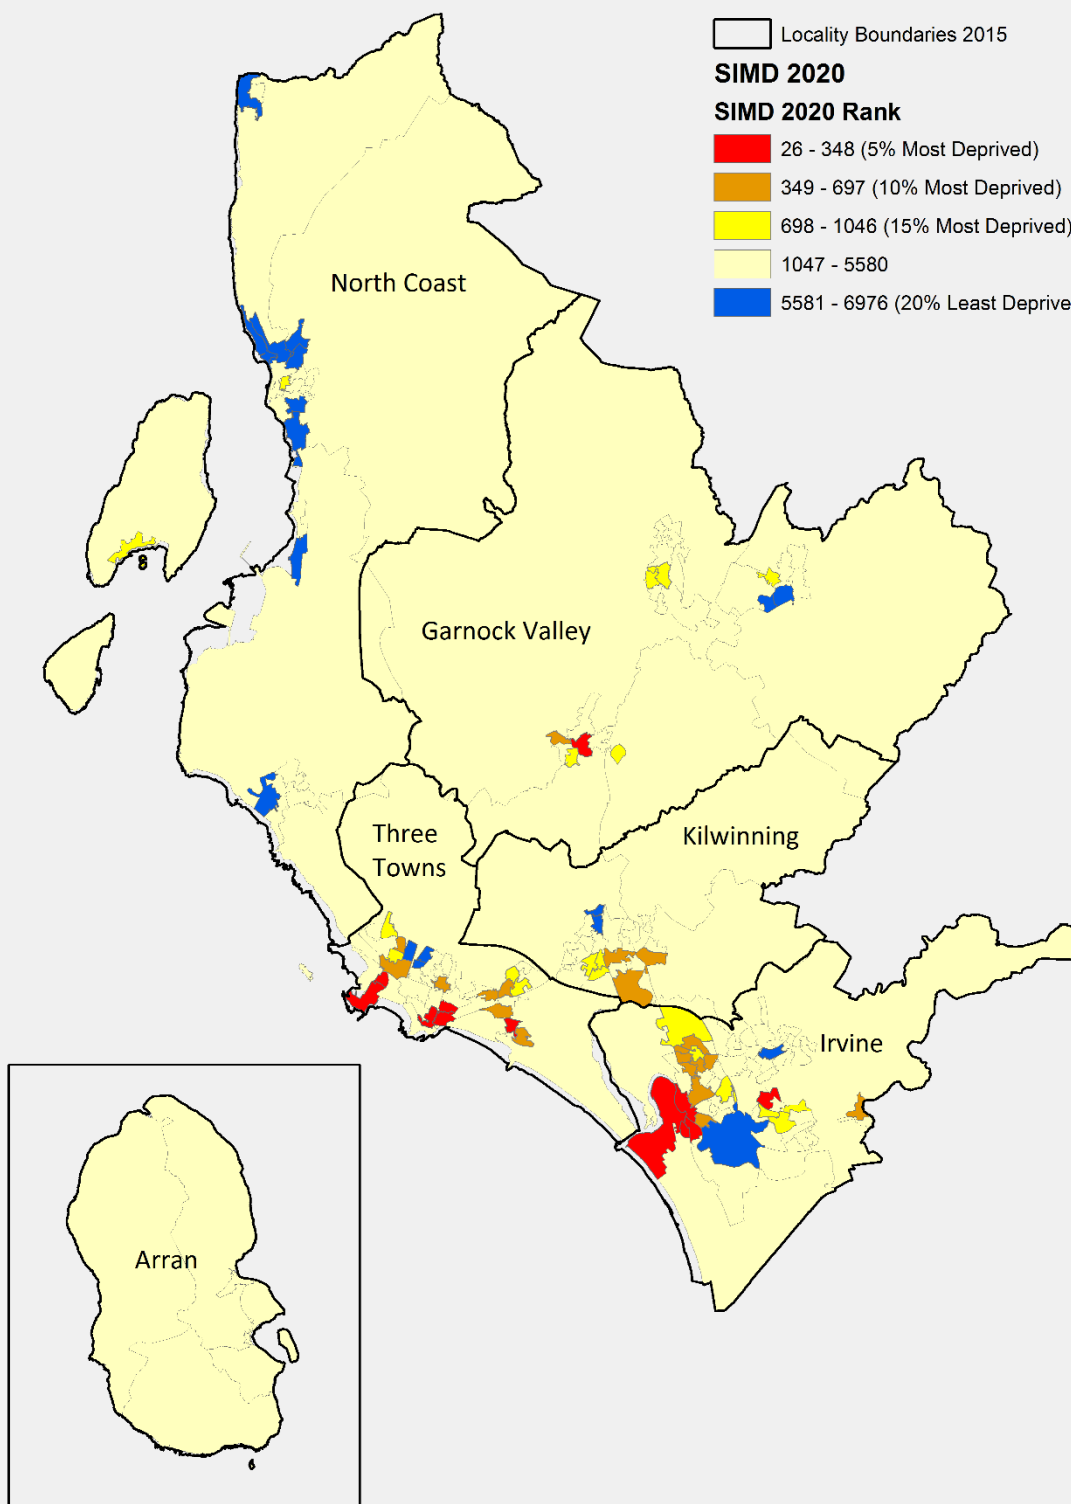 Locality Boundaries 2015
SIMD 2020
SIMD 2020 Rank
26 - 348 (5% Most Deprived)
349 - 697 (10% Most Deprived)
698 - 1046 (15% Most Deprived)
1047 - 5580
5581 - 6976 (20% Least Deprive
North Coast
Garnock Valley
Three
Towns
Kilwinning
Irvine
Arran